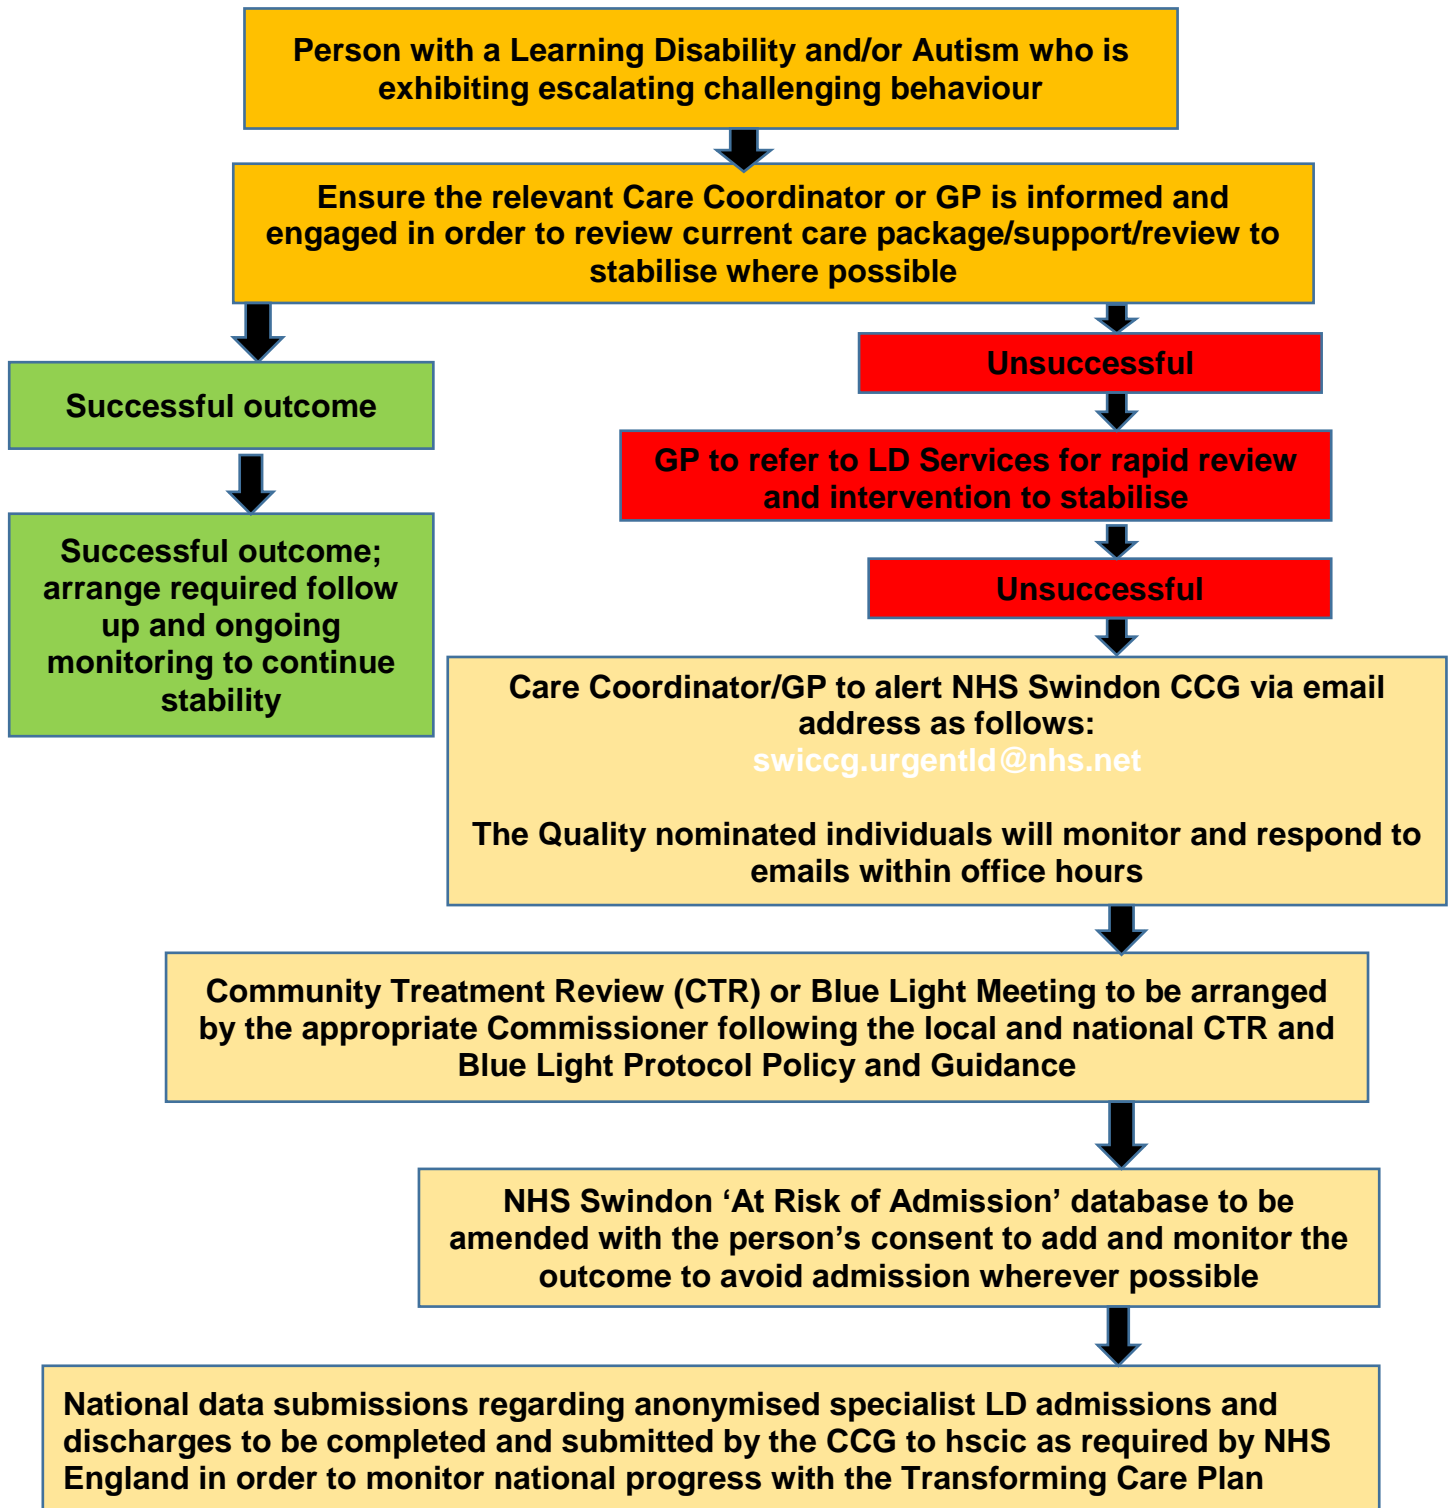 Person with a Learning Disability and/or Autism who is
exhibiting escalating challenging behaviour
Ensure the relevant Care Coordinator or GP is informed and
engaged in order to review current care package/support/review to
stabilise where possible
Successful outcome
Successful outcome;
arrange required follow
up and ongoing
monitoring to continue
stability
Unsuccessful
GP to refer to LD Services for rapid review
and intervention to stabilise
Unsuccessful
Care Coordinator/GP to alert NHS Swindon CCG via email
address as follows:
swiccg.urgentld@nhs.net
The Quality nominated individuals will monitor and respond to
emails within office hours
Community Treatment Review (CTR) or Blue Light Meeting to be arranged
by the appropriate Commissioner following the local and national CTR and
Blue Light Protocol Policy and Guidance
NHS Swindon ‘At Risk of Admission’ database to be
amended with the person’s consent to add and monitor the
outcome to avoid admission wherever possible
National data submissions regarding anonymised specialist LD admissions and
discharges to be completed and submitted by the CCG to hscic as required by NHS
England in order to monitor national progress with the Transforming Care Plan